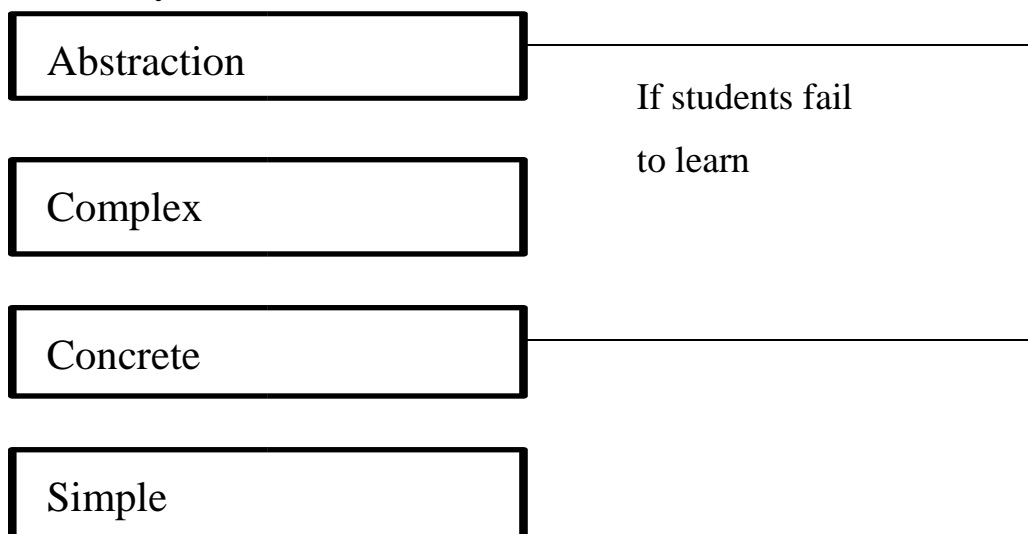 Abstraction
If students fail
to learn
Complex
Concrete
Simple